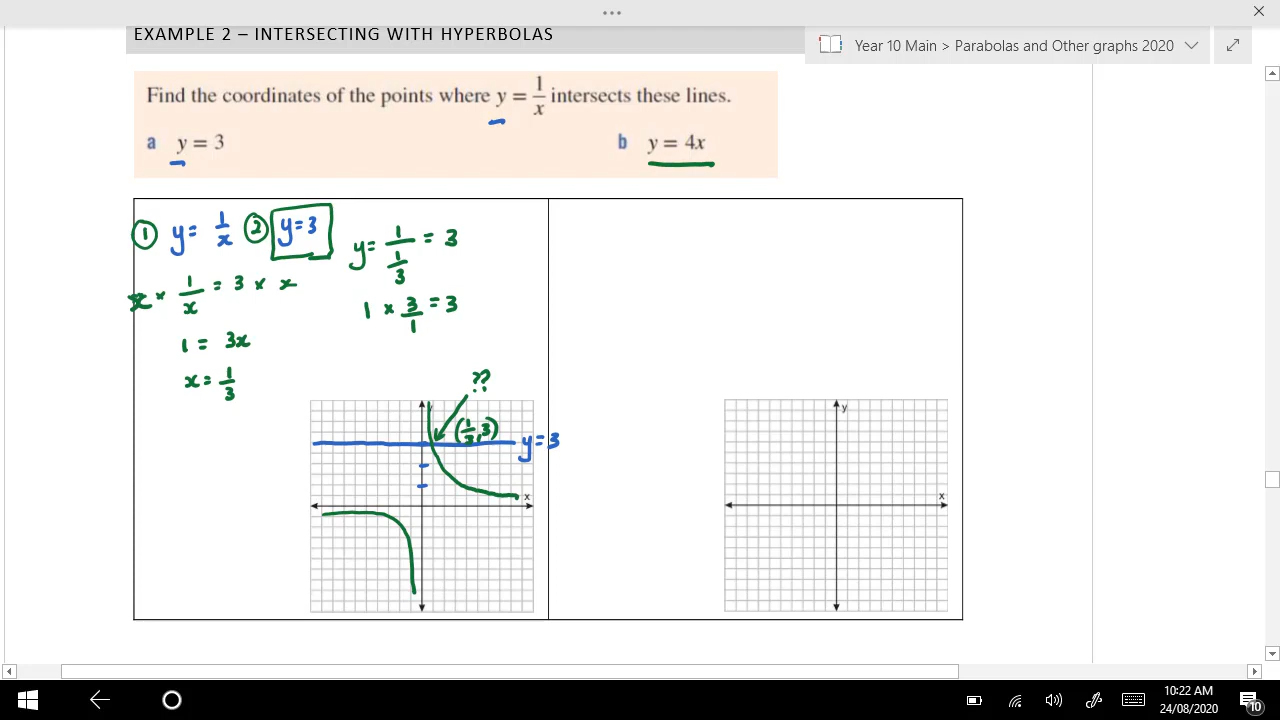 EXAMPLE 2 – INTERSECTING WITH HYPERBOLAS
Year 10 Main > Parabolas and Other graphs 2020
Find the coordinates of the points where y = 1/x intersects these lines.
a y = 3
b y = 4x
① y = 1/x ② y = 3
x × 1/x = 3 × x
1 = 3x
x = 1/3
y = 1/(1/3) = 3
1 × 3/1 = 3
??
(1/3, 3)
y = 3
y
x
y
x
10:22 AM
24/08/2020
10